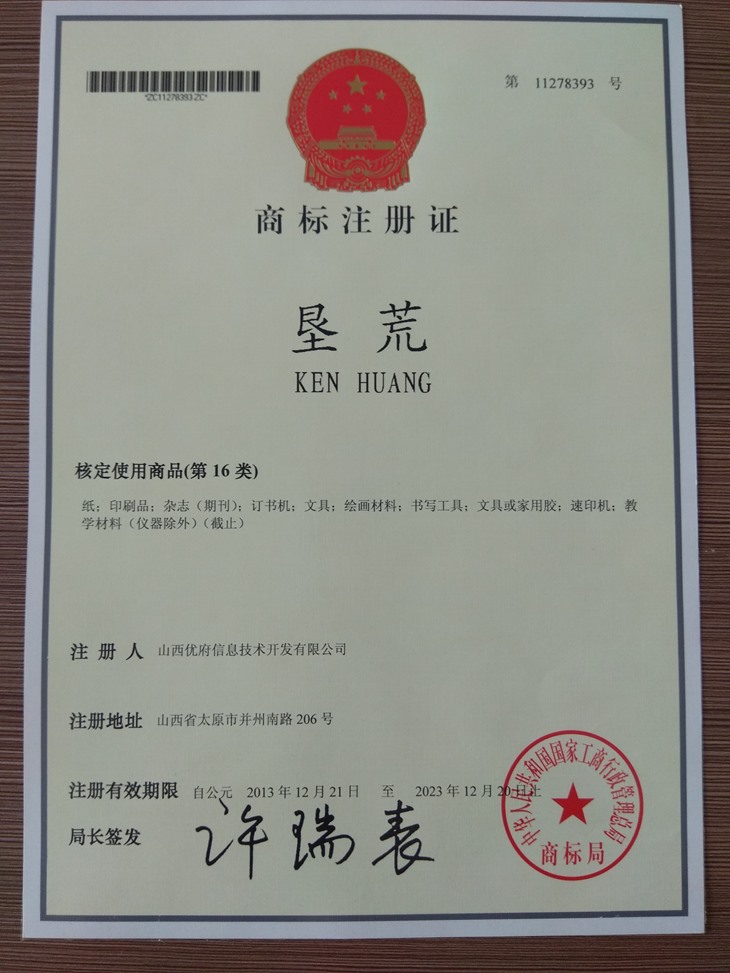 *ZC11278393ZC*
第 11278393 号
商标注册证
垦荒
KEN HUANG
核定使用商品(第 16 类)
纸；印刷品；杂志（期刊）；订书机；文具；绘画材料；书写工具；文具或家用胶；速印机；教
学材料（仪器除外）（截止）
注 册 人 山西优府信息技术开发有限公司
注册地址 山西省太原市并州南路 206 号
注册有效期限 自公元 2013 年 12 月 21 日 至 2023 年 12 月 20 日止
局长签发 许瑞表
中华人民共和国国家工商行政管理总局
商标局